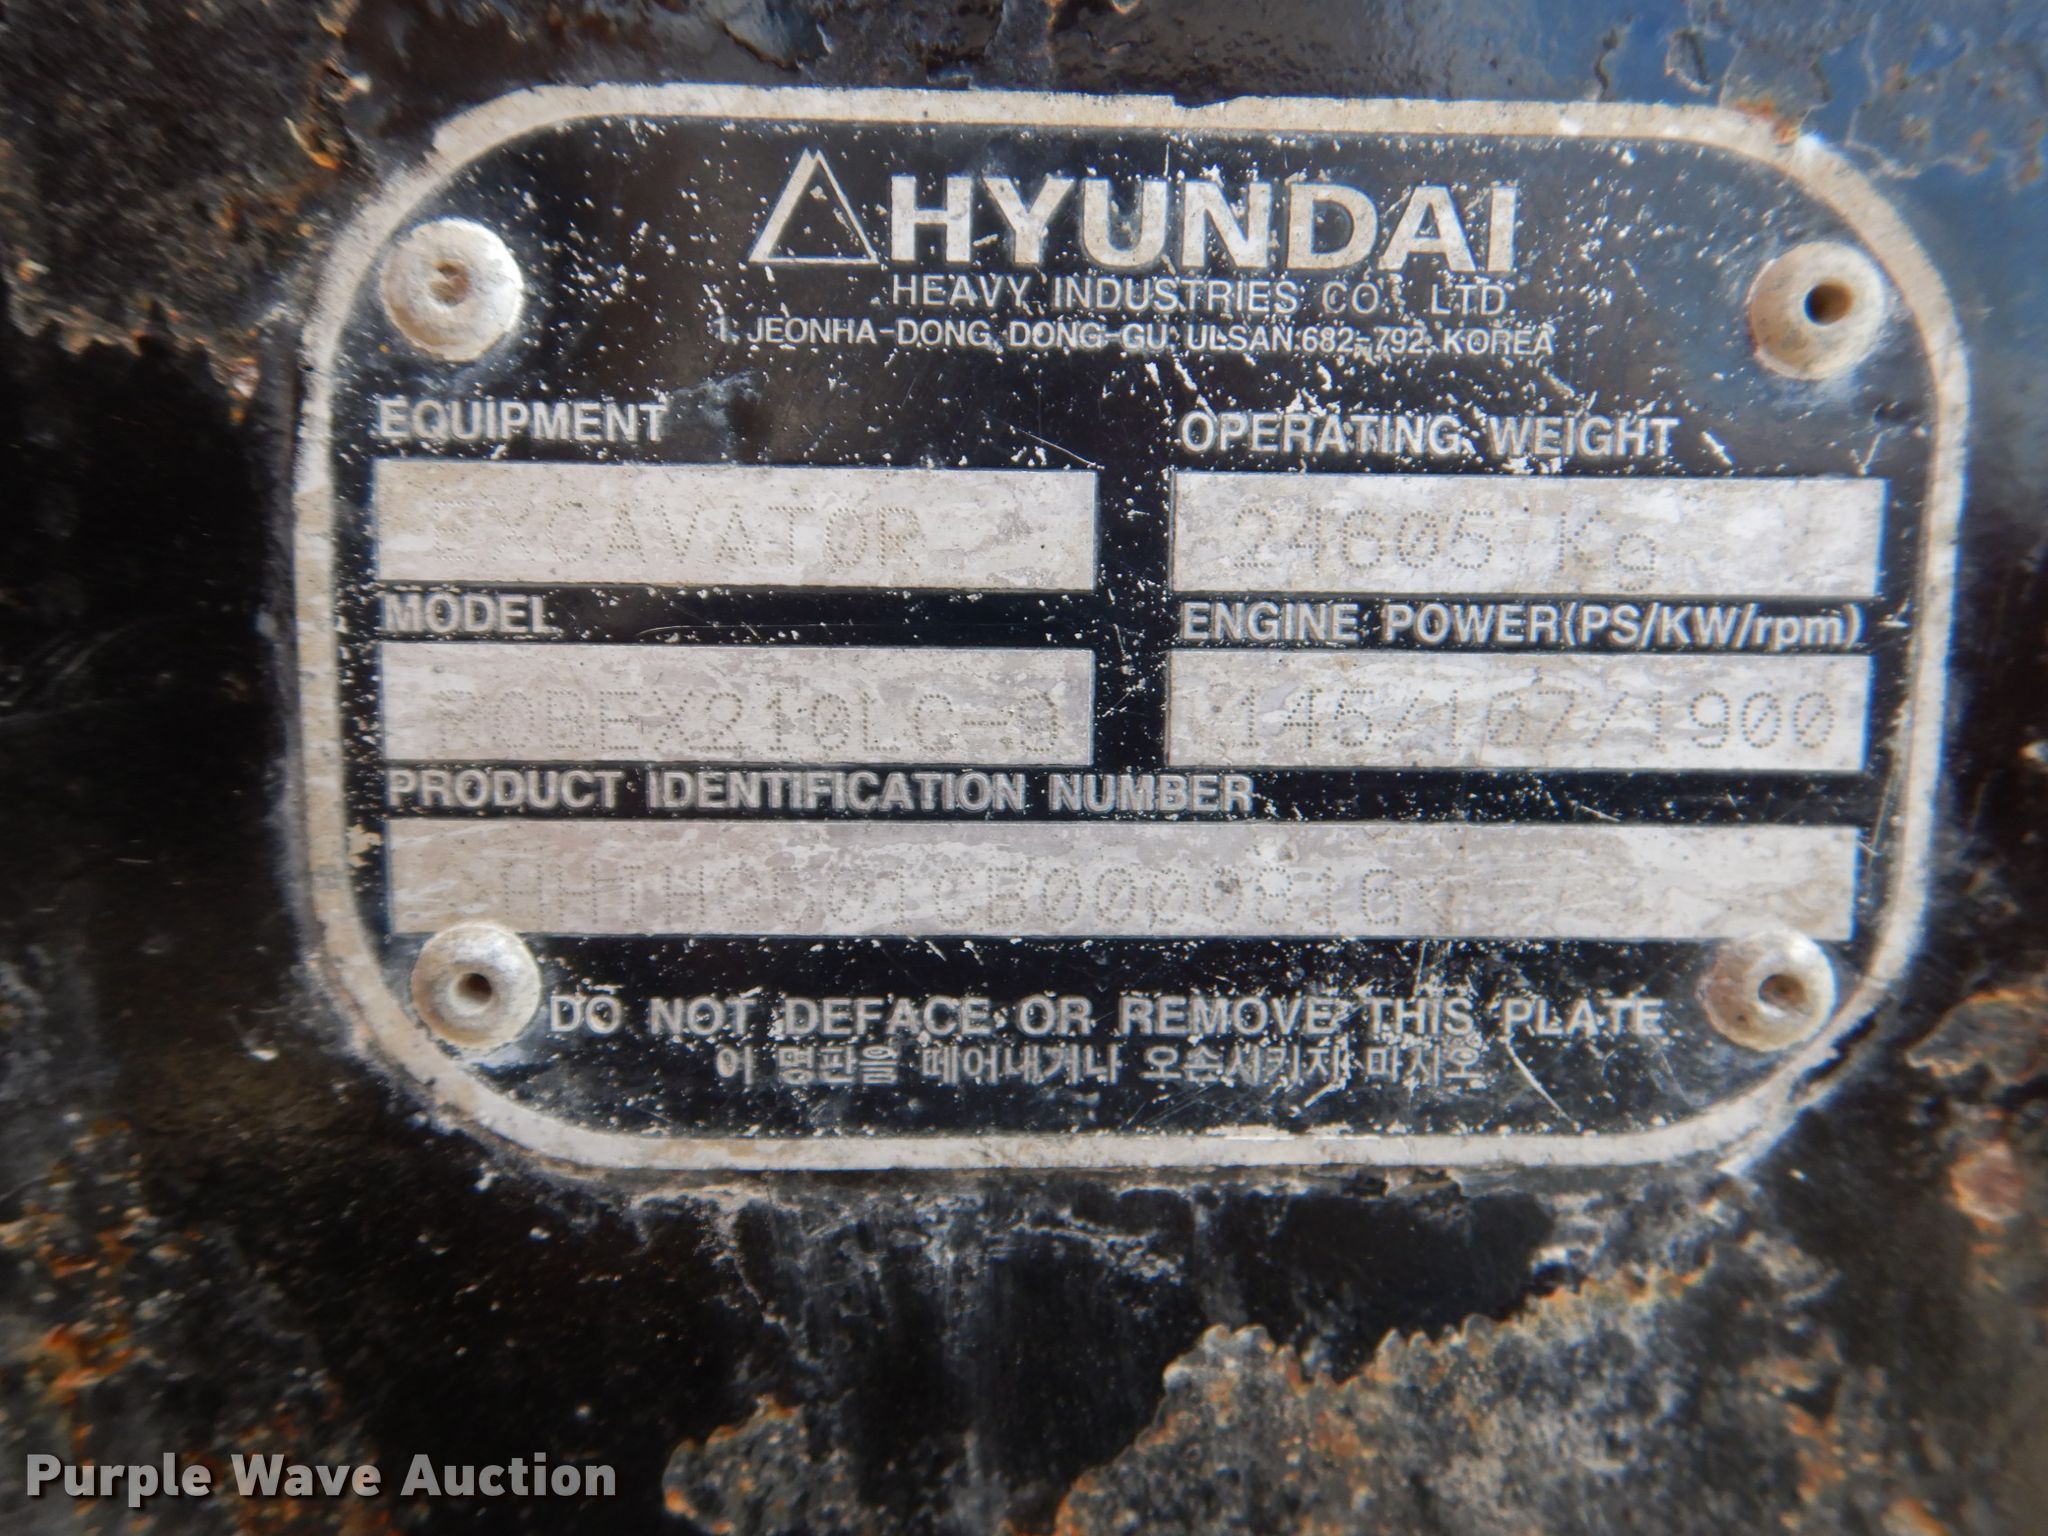 HYUNDAI
HEAVY INDUSTRIES CO., LTD.
1, JEONHA-DONG, DONG-GU, ULSAN 682-792, KOREA
EQUIPMENT
OPERATING WEIGHT
EXCAVATOR
Kg
MODEL
ENGINE POWER(PS/KW/rpm)
ROBEX210LC-9
145/107/1900
PRODUCT IDENTIFICATION NUMBER
DO NOT DEFACE OR REMOVE THIS PLATE
이 명판을 떼어내거나 오손시키지 마시오
Purple Wave Auction